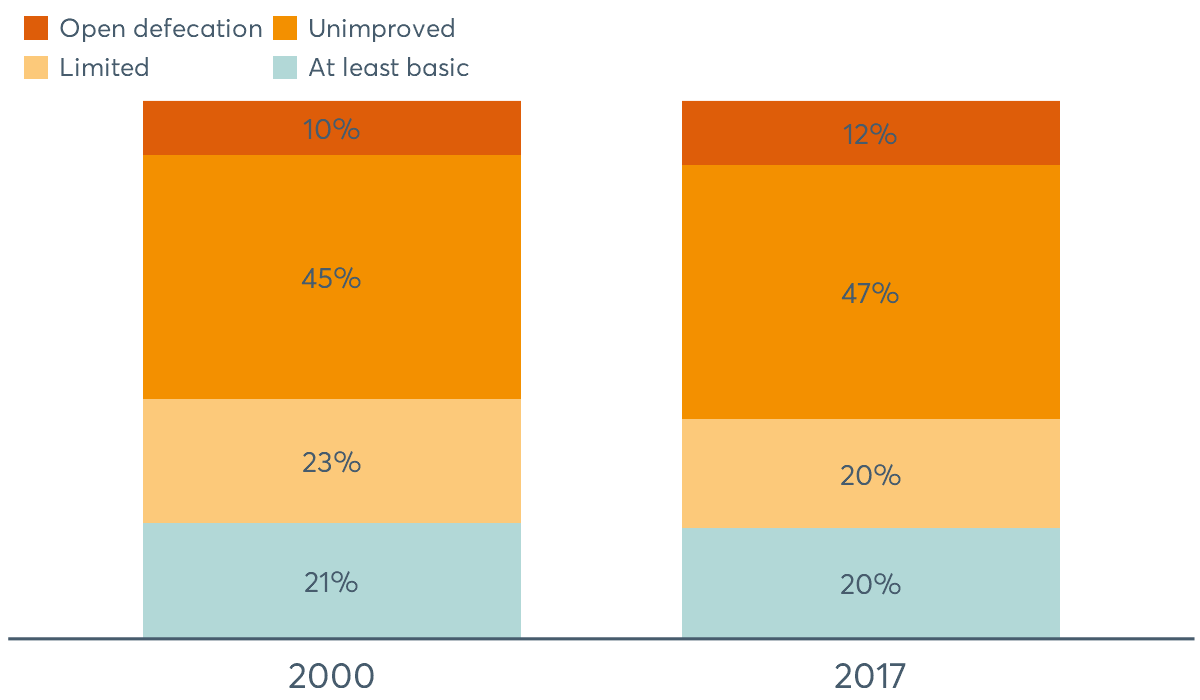 Open defecation Unimproved
Limited At least basic
10% 12%
45% 47%
23% 20%
21% 20%
2000 2017